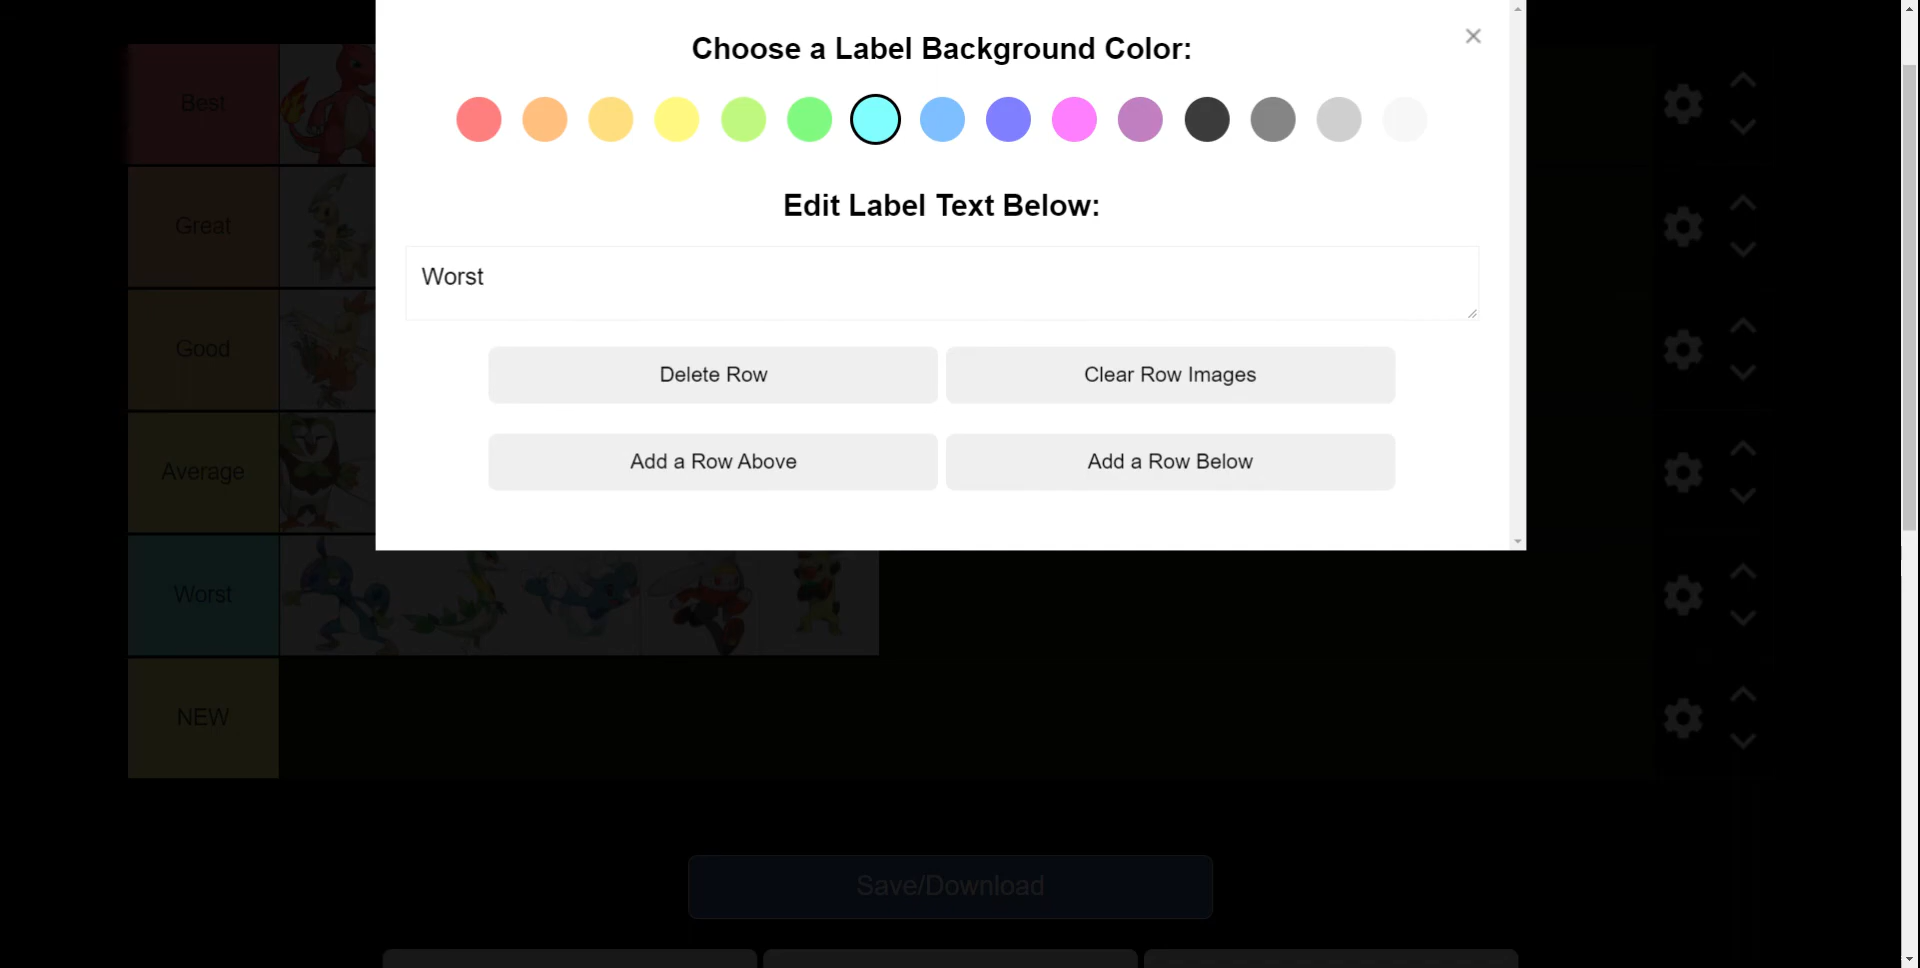 Choose a Label Background Color:
Edit Label Text Below:
Worst
Delete Row
Clear Row Images
Add a Row Above
Add a Row Below
Best
Great
Good
Average
Worst
NEW
Save/Download